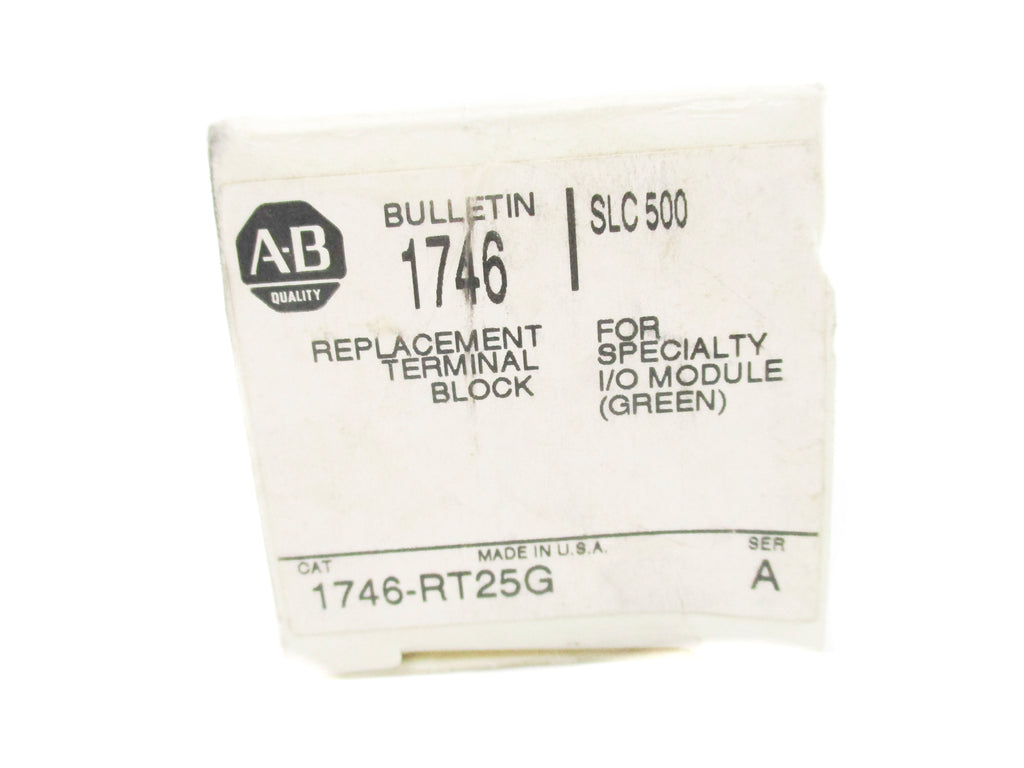 A-B
QUALITY
BULLETIN
1746
SLC 500
REPLACEMENT
TERMINAL
BLOCK
FOR
SPECIALTY
I/O MODULE
(GREEN)
CAT
MADE IN U.S.A.
SER
1746-RT25G
A